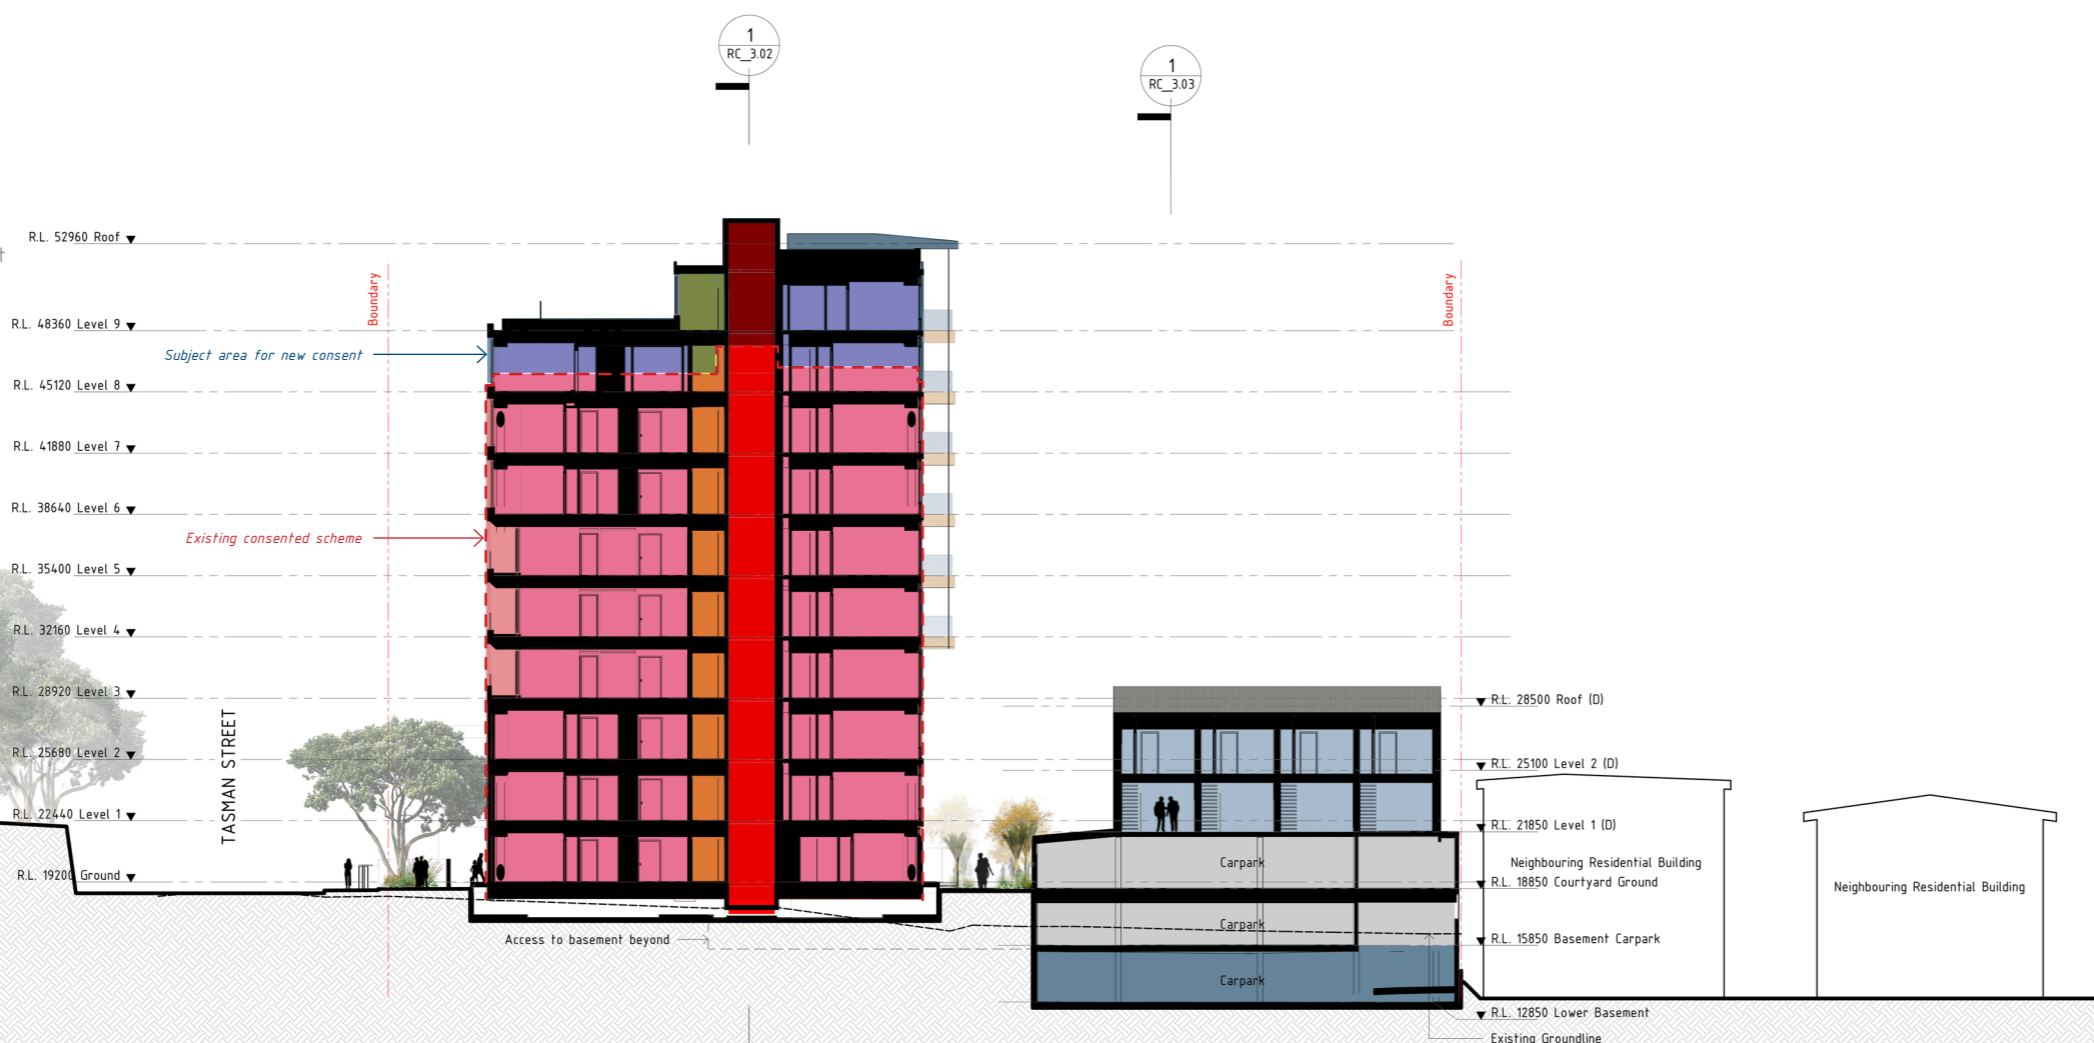 1
RC_3.02
1
RC_3.03
R.L. 52960 Roof
Boundary
Boundary
R.L. 48360 Level 9
Subject area for new consent
R.L. 45120 Level 8
R.L. 41880 Level 7
R.L. 38640 Level 6
Existing consented scheme
R.L. 35400 Level 5
R.L. 32160 Level 4
R.L. 28920 Level 3
R.L. 28500 Roof (D)
TASMAN STREET
R.L. 25680 Level 2
R.L. 25100 Level 2 (D)
R.L. 22440 Level 1
R.L. 21850 Level 1 (D)
Carpark
Neighbouring Residential Building
R.L. 19200 Ground
R.L. 18850 Courtyard Ground
Neighbouring Residential Building
Carpark
Access to basement beyond
R.L. 15850 Basement Carpark
Carpark
R.L. 12850 Lower Basement
Existing Groundline